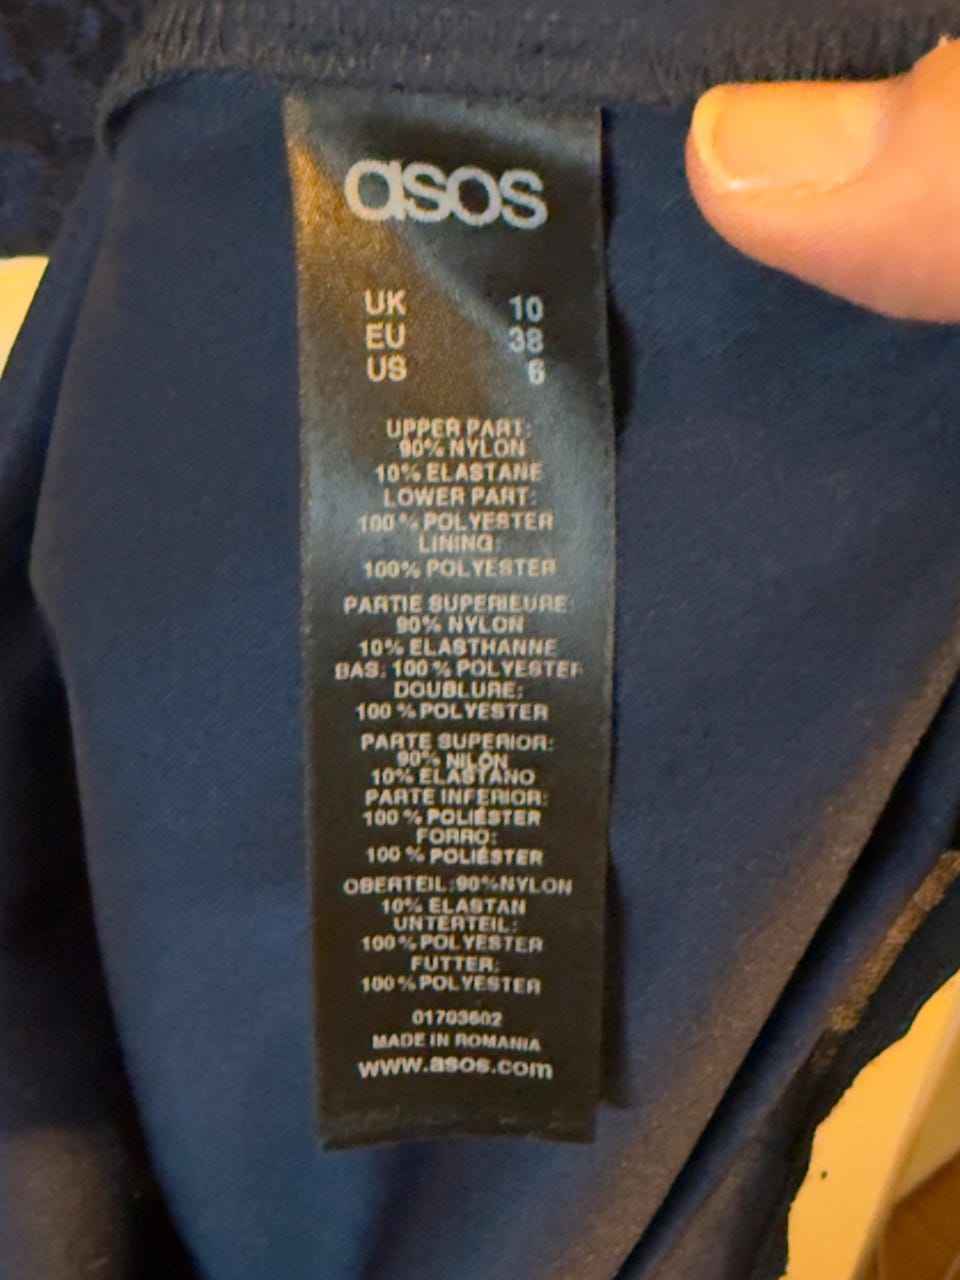 asos
UK 10
EU 38
US 6
UPPER PART:
90% NYLON
10% ELASTANE
LOWER PART:
100% POLYESTER
LINING:
100% POLYESTER
PARTIE SUPERIEURE:
90% NYLON
10% ELASTHANNE
BAS: 100% POLYESTER
DOUBLURE:
100% POLYESTER
PARTE SUPERIOR:
90% NILÓN
10% ELASTANO
PARTE INFERIOR:
100% POLIÉSTER
FORRO:
100% POLIÉSTER
OBERTEIL:90%NYLON
10% ELASTAN
UNTERTEIL:
100% POLYESTER
FUTTER:
100% POLYESTER
01703602
MADE IN ROMANIA
www.asos.com